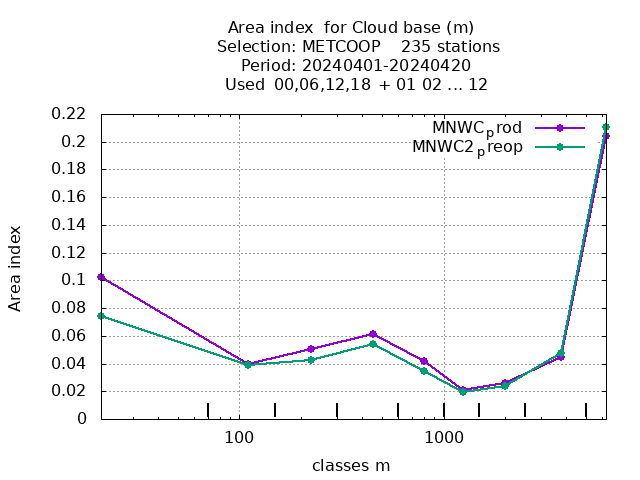 Area index  for Cloud base (m)
Selection: METCOOP    235 stations
Period: 20240401-20240420
Used  00,06,12,18 + 01 02 ... 12
MNWCprod
MNWC2preop
0.22
0.2
0.18
0.16
0.14
0.12
0.1
0.08
0.06
0.04
0.02
0
Area index
100
1000
classes m